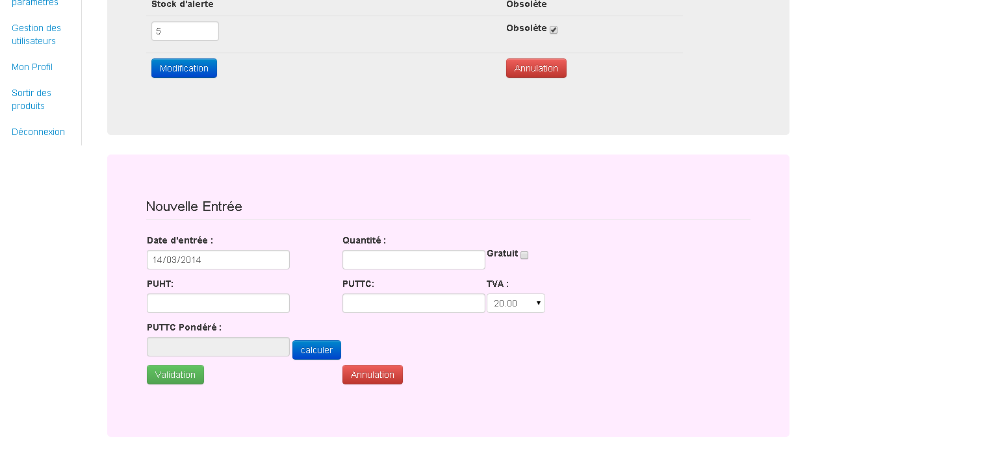 paramètres
Gestion des
utilisateurs
Mon Profil
Sortir des
produits
Déconnexion
Stock d'alerte Obsolète
5 Obsolète
Modification Annulation
Nouvelle Entrée
Date d'entrée : Quantité :
14/03/2014 Gratuit
PUHT: PUTTC: TVA :
20.00
PUTTC Pondéré :
calculer
Validation Annulation